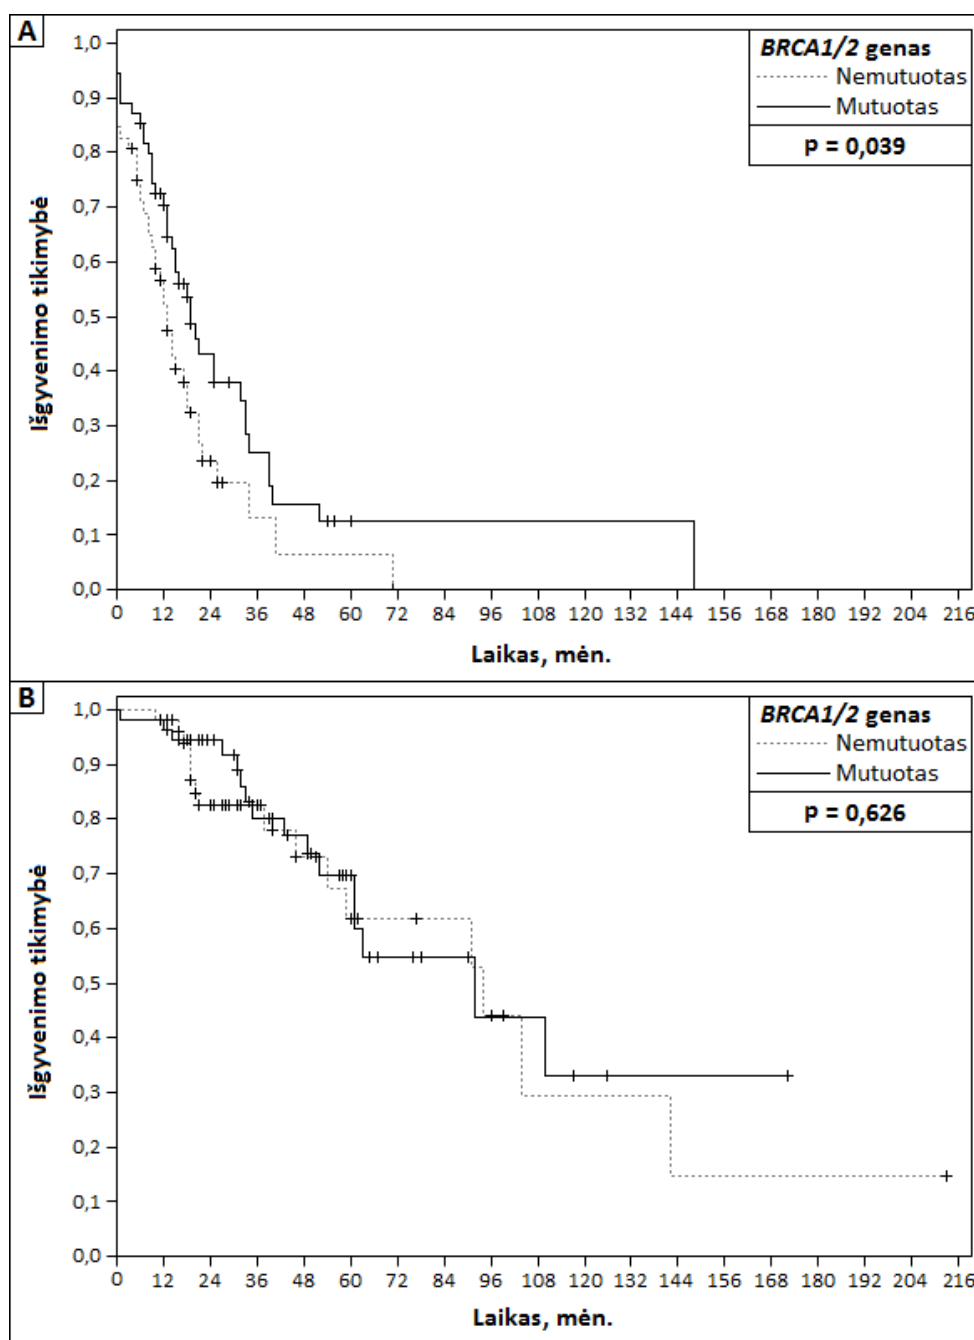 A
BRCA1/2 genas
Nemutuotas
Mutuotas
p = 0,039
Išgyvenimo tikimybė
1,0
0,9
0,8
0,7
0,6
0,5
0,4
0,3
0,2
0,1
0,0
0 12 24 36 48 60 72 84 96 108 120 132 144 156 168 180 192 204 216
Laikas, mėn.
B
BRCA1/2 genas
Nemutuotas
Mutuotas
p = 0,626
Išgyvenimo tikimybė
1,0
0,9
0,8
0,7
0,6
0,5
0,4
0,3
0,2
0,1
0,0
0 12 24 36 48 60 72 84 96 108 120 132 144 156 168 180 192 204 216
Laikas, mėn.